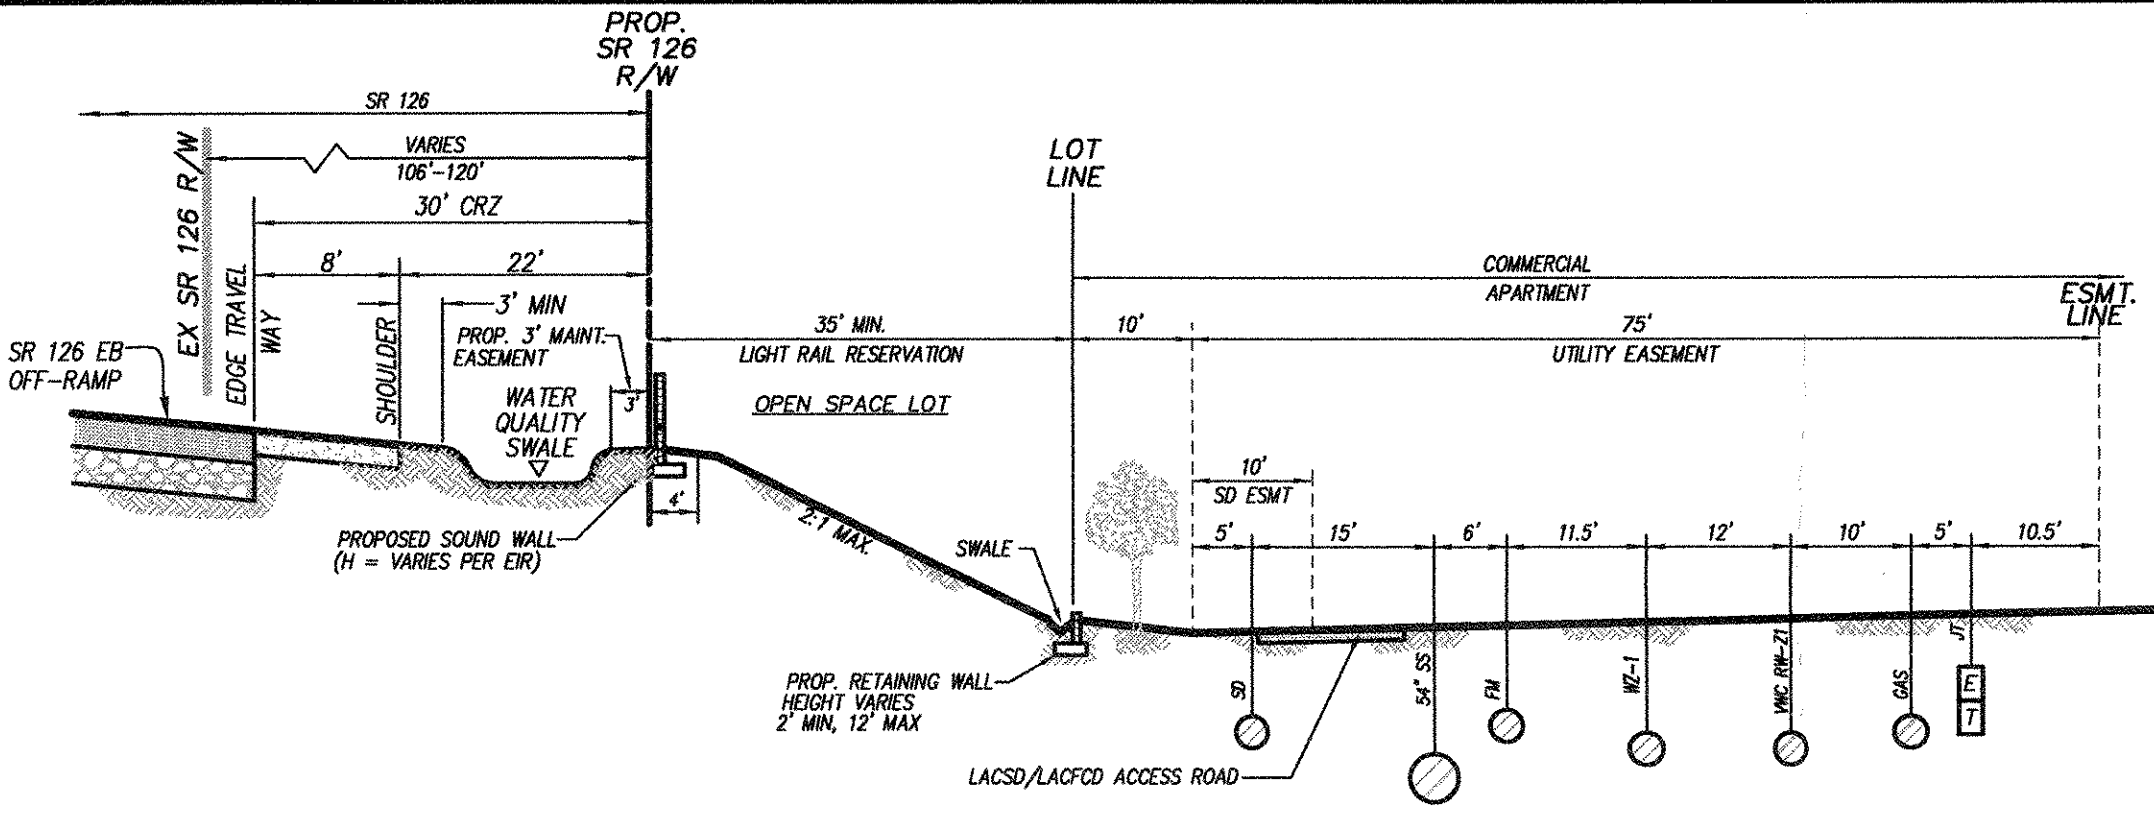 PROP.
SR 126
R/W
SR 126
VARIES
106'-120'
EX SR 126 R/W
30' CRZ
LOT
LINE
8'
22'
COMMERCIAL
APARTMENT
ESMT.
LINE
EDGE TRAVEL
WAY
SHOULDER
3' MIN
PROP. 3' MAINT.
EASEMENT
35' MIN.
LIGHT RAIL RESERVATION
10'
75'
UTILITY EASEMENT
SR 126 EB
OFF-RAMP
WATER
QUALITY
SWALE
3'
OPEN SPACE LOT
10'
SD ESMT
4'
2:1 MAX.
PROPOSED SOUND WALL
(H = VARIES PER EIR)
SWALE
5'
15'
6'
11.5'
12'
10'
5'
10.5'
PROP. RETAINING WALL
HEIGHT VARIES
2' MIN, 12' MAX
SD
54" SS
FM
WZ-1
VWC RW-Z1
GAS
JT
E
T
LACSD/LACFCD ACCESS ROAD